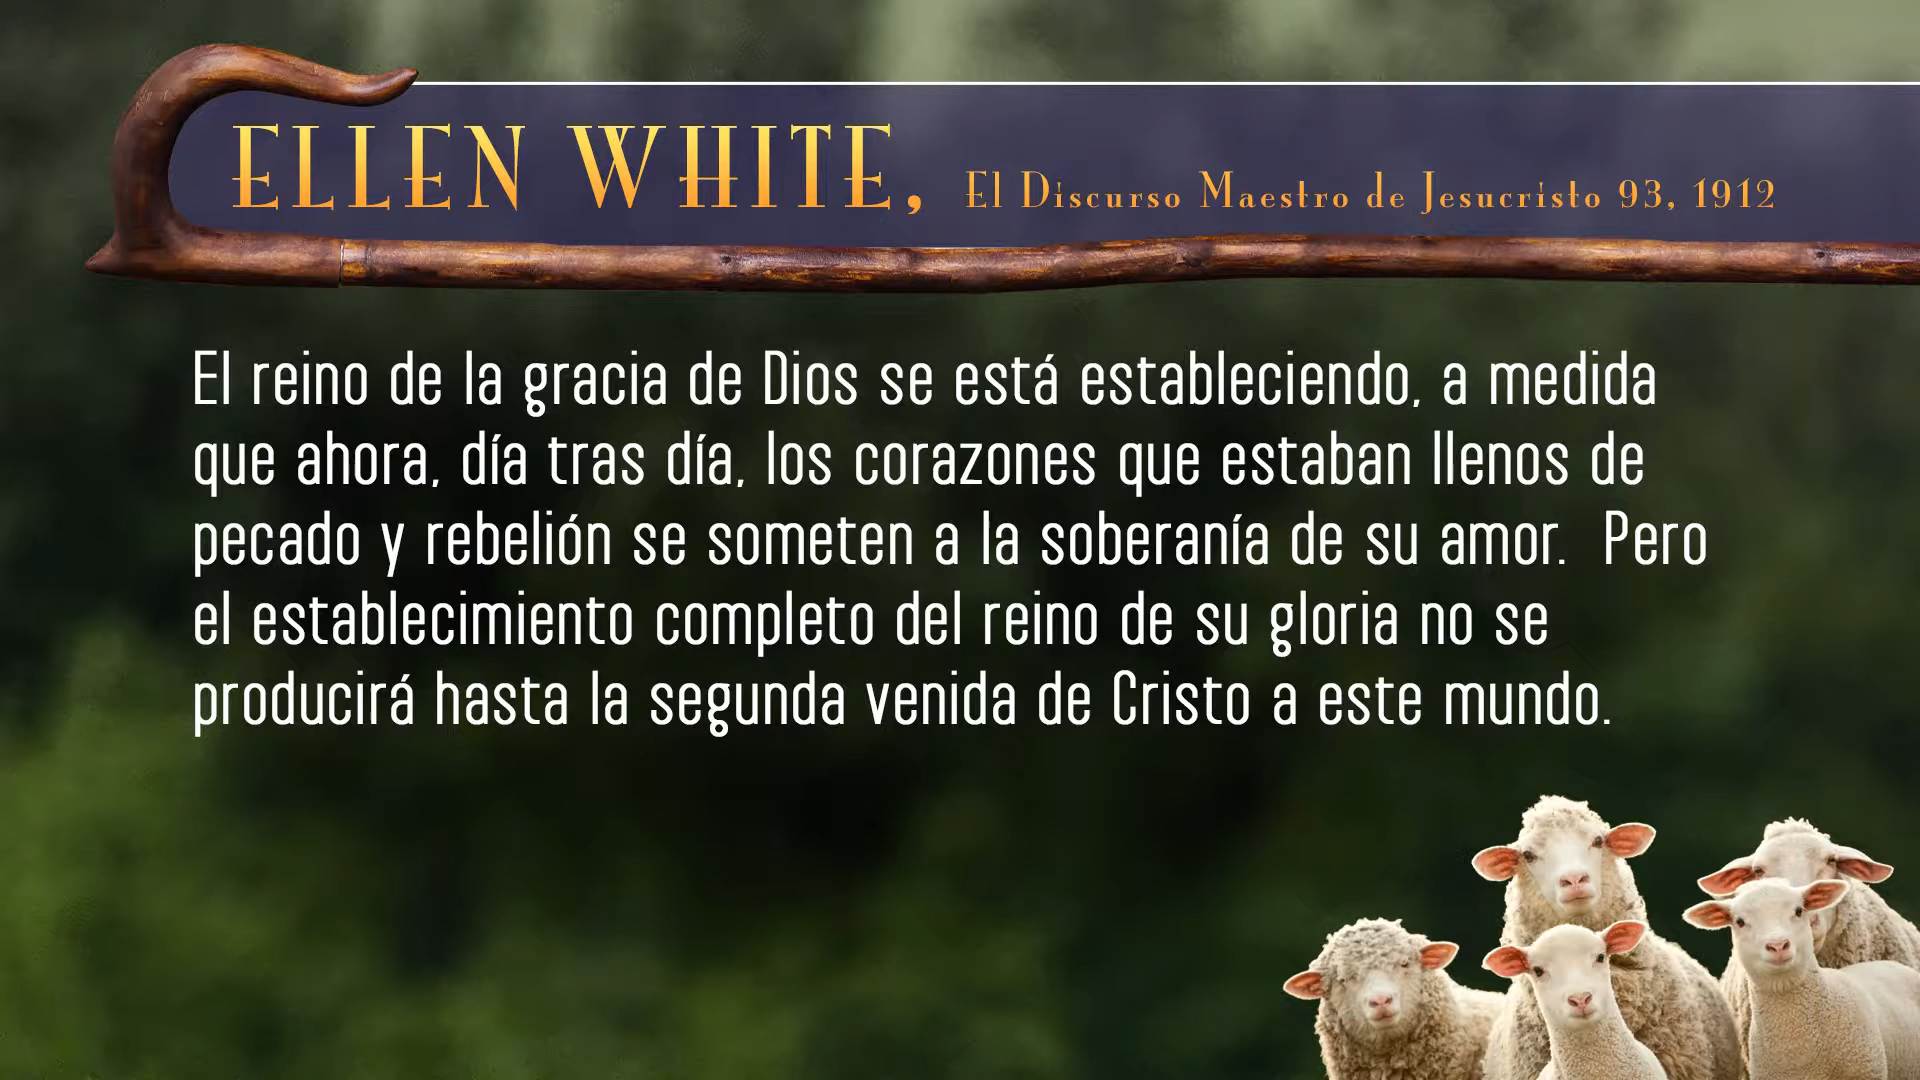 ELLEN WHITE, El Discurso Maestro de Jesucristo 93, 1912
El reino de la gracia de Dios se está estableciendo, a medida
que ahora, día tras día, los corazones que estaban llenos de
pecado y rebelión se someten a la soberanía de su amor.  Pero
el establecimiento completo del reino de su gloria no se
producirá hasta la segunda venida de Cristo a este mundo.